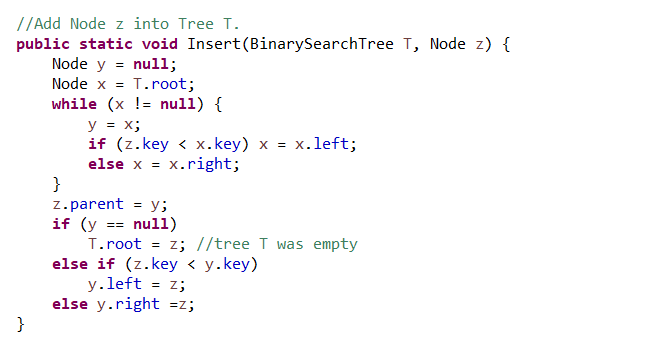 //Add Node z into Tree T.
public static void Insert(BinarySearchTree T, Node z) {
    Node y = null;
    Node x = T.root;
    while (x != null) {
        y = x;
        if (z.key < x.key) x = x.left;
        else x = x.right;
    }
    z.parent = y;
    if (y == null)
        T.root = z; //tree T was empty
    else if (z.key < y.key)
        y.left = z;
    else y.right =z;
}